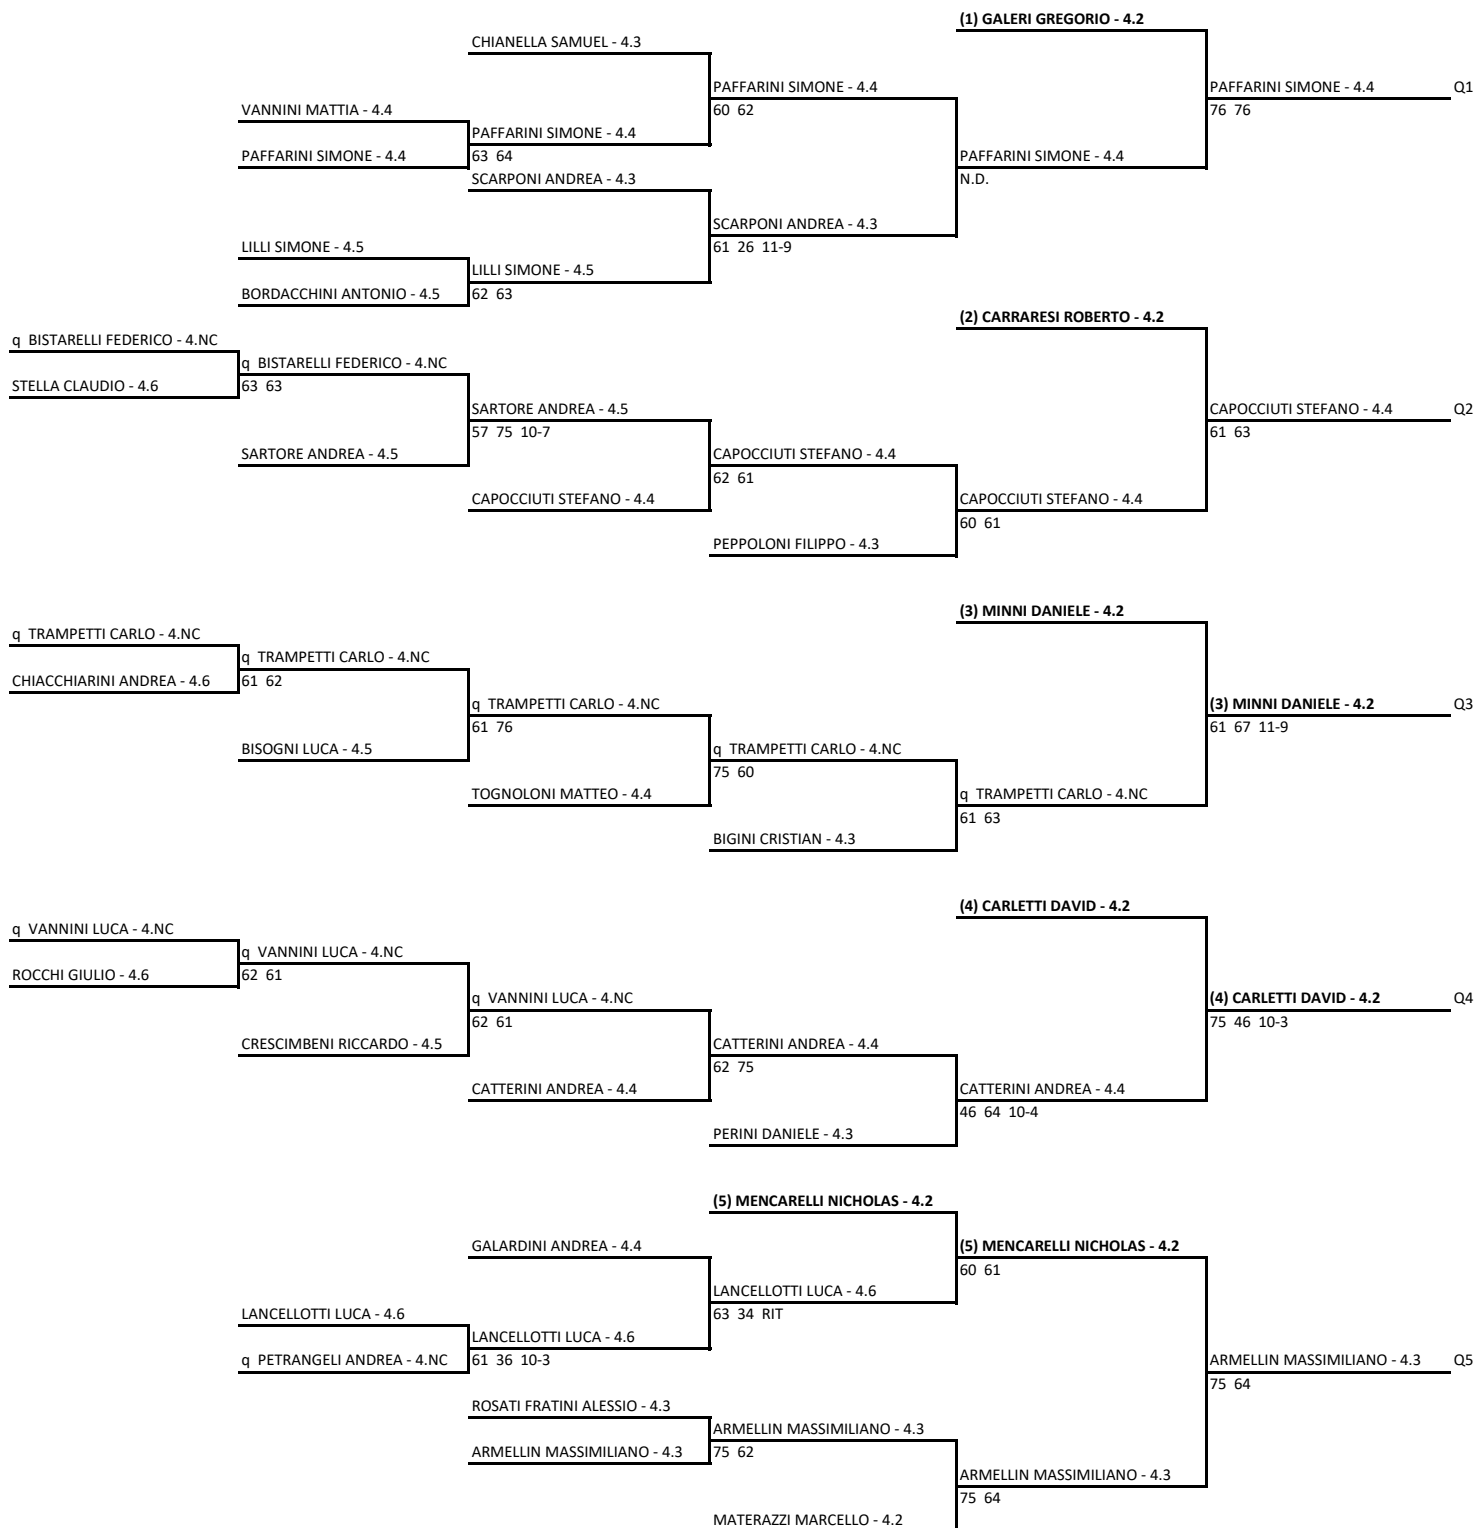 (1) GALERI GREGORIO - 4.2
CHIANELLA SAMUEL - 4.3
PAFFARINI SIMONE - 4.4
PAFFARINI SIMONE - 4.4 Q1
60 62
76 76
VANNINI MATTIA - 4.4
PAFFARINI SIMONE - 4.4
PAFFARINI SIMONE - 4.4
63 64
PAFFARINI SIMONE - 4.4
N.D.
SCARPONI ANDREA - 4.3
SCARPONI ANDREA - 4.3
61 26 11-9
LILLI SIMONE - 4.5
LILLI SIMONE - 4.5
BORDACCHINI ANTONIO - 4.5
62 63
(2) CARRARESI ROBERTO - 4.2
q BISTARELLI FEDERICO - 4.NC
q BISTARELLI FEDERICO - 4.NC
STELLA CLAUDIO - 4.6
63 63
SARTORE ANDREA - 4.5
CAPOCCIUTI STEFANO - 4.4 Q2
57 75 10-7
61 63
SARTORE ANDREA - 4.5
CAPOCCIUTI STEFANO - 4.4
62 61
CAPOCCIUTI STEFANO - 4.4
CAPOCCIUTI STEFANO - 4.4
60 61
PEPPOLONI FILIPPO - 4.3
(3) MINNI DANIELE - 4.2
q TRAMPETTI CARLO - 4.NC
q TRAMPETTI CARLO - 4.NC
CHIACCHIARINI ANDREA - 4.6
61 62
q TRAMPETTI CARLO - 4.NC
(3) MINNI DANIELE - 4.2 Q3
61 76
61 67 11-9
BISOGNI LUCA - 4.5
q TRAMPETTI CARLO - 4.NC
75 60
TOGNOLONI MATTEO - 4.4
q TRAMPETTI CARLO - 4.NC
61 63
BIGINI CRISTIAN - 4.3
(4) CARLETTI DAVID - 4.2
q VANNINI LUCA - 4.NC
q VANNINI LUCA - 4.NC
ROCCHI GIULIO - 4.6
62 61
q VANNINI LUCA - 4.NC
(4) CARLETTI DAVID - 4.2 Q4
62 61
75 46 10-3
CRESCIMBENI RICCARDO - 4.5
CATTERINI ANDREA - 4.4
62 75
CATTERINI ANDREA - 4.4
CATTERINI ANDREA - 4.4
46 64 10-4
PERINI DANIELE - 4.3
(5) MENCARELLI NICHOLAS - 4.2
GALARDINI ANDREA - 4.4
(5) MENCARELLI NICHOLAS - 4.2
60 61
LANCELLOTTI LUCA - 4.6
63 34 RIT
LANCELLOTTI LUCA - 4.6
LANCELLOTTI LUCA - 4.6
q PETRANGELI ANDREA - 4.NC
61 36 10-3
ARMELLIN MASSIMILIANO - 4.3 Q5
75 64
ROSATI FRATINI ALESSIO - 4.3
ARMELLIN MASSIMILIANO - 4.3
ARMELLIN MASSIMILIANO - 4.3
75 62
ARMELLIN MASSIMILIANO - 4.3
75 64
MATERAZZI MARCELLO - 4.2